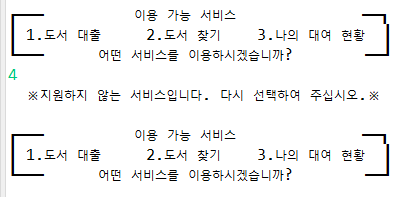 이용 가능 서비스
1.도서 대출 2.도서 찾기 3.나의 대여 현황
어떤 서비스를 이용하시겠습니까?
4
※지원하지 않는 서비스입니다. 다시 선택하여 주십시오.※
이용 가능 서비스
1.도서 대출 2.도서 찾기 3.나의 대여 현황
어떤 서비스를 이용하시겠습니까?